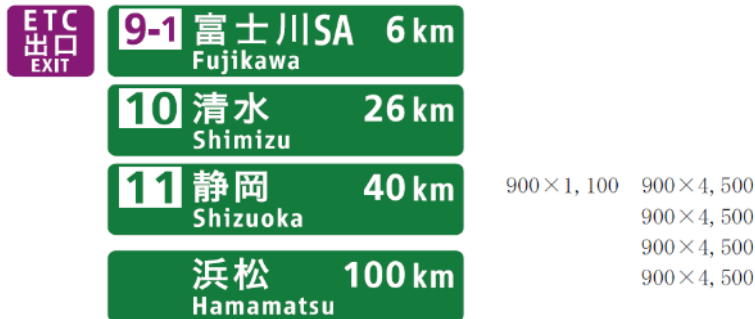 ETC
出口
EXIT
9-1 富士川SA 6 km
Fujikawa
10 清水 26 km
Shimizu
11 静岡 40 km
Shizuoka
浜松 100 km
Hamamatsu
900×1,100 900×4,500
900×4,500
900×4,500
900×4,500